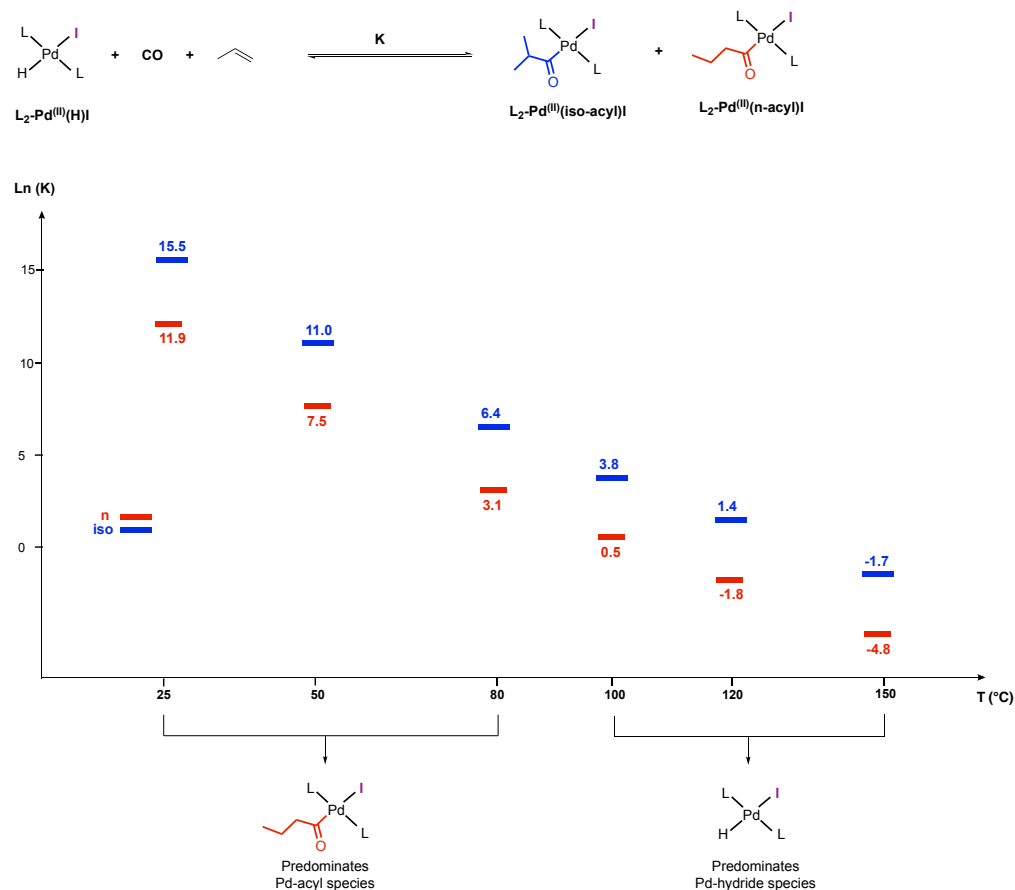 L I Pd H L + CO + K L I Pd L O + L I Pd L O
L₂-Pd⁽ᴵᴵ⁾(H)I
L₂-Pd⁽ᴵᴵ⁾(iso-acyl)I
L₂-Pd⁽ᴵᴵ⁾(n-acyl)I
Ln (K)
15.5
15
11.9
11.0
10
7.5
6.4
5
3.8
3.1
n
iso
1.4
0.5
0
-1.8
-1.7
-4.8
25 50 80 100 120 150 T (°C)
L I Pd L O
L I Pd H L
Predominates
Pd-acyl species
Predominates
Pd-hydride species